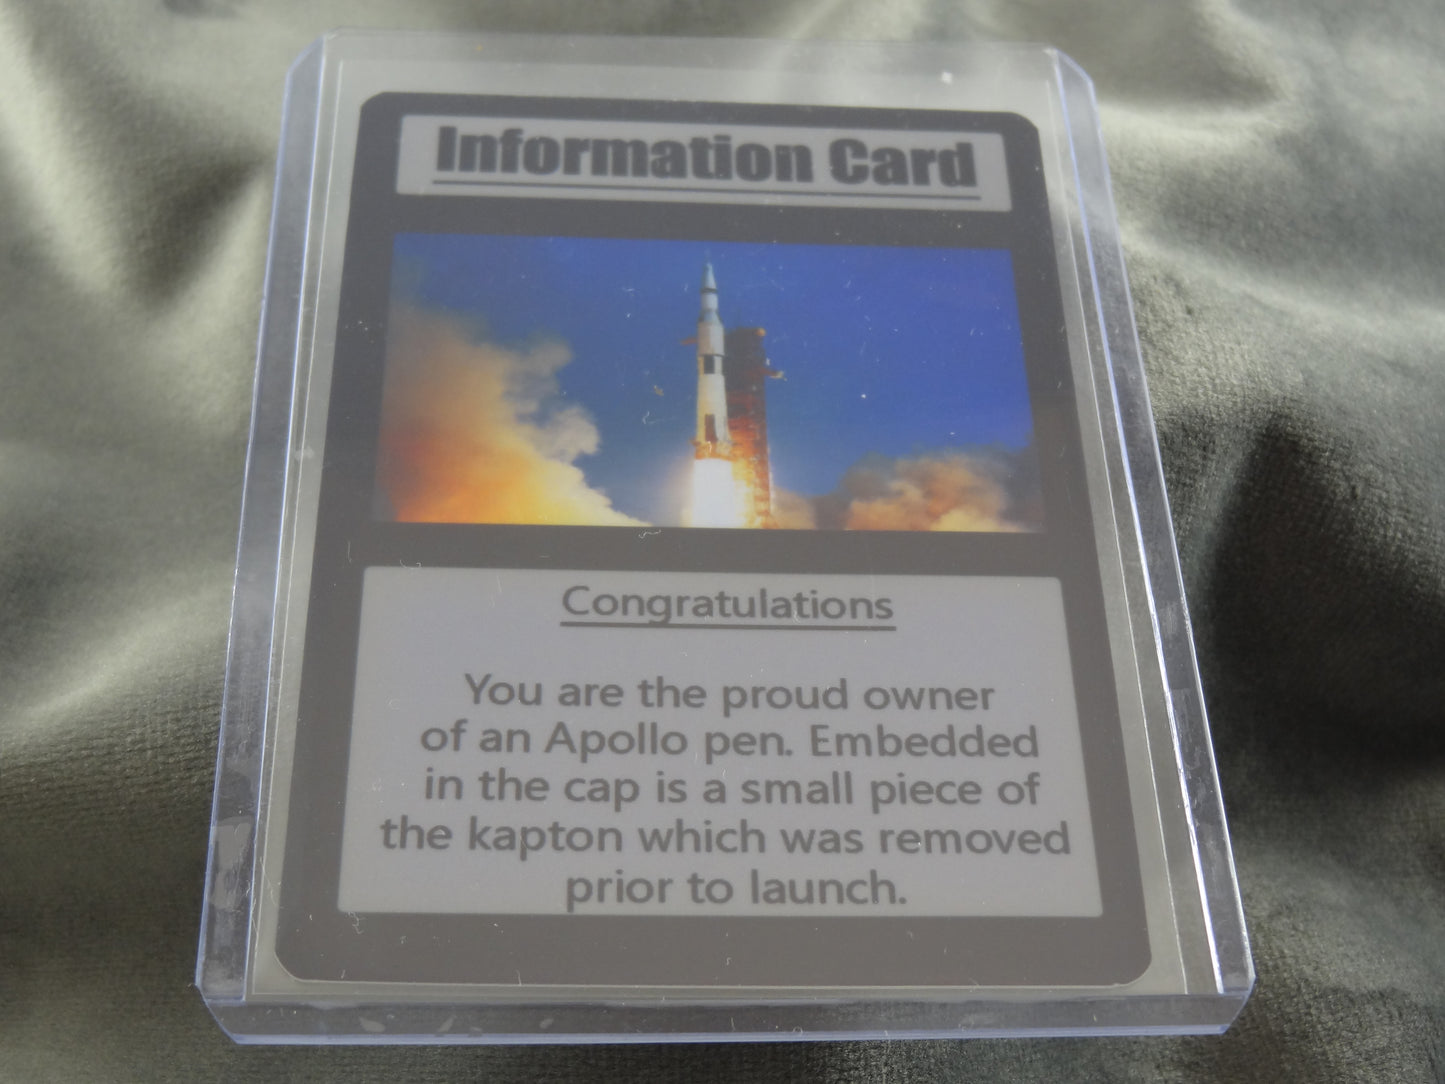 Information Card
Congratulations
You are the proud owner
of an Apollo pen. Embedded
in the cap is a small piece of
the kapton which was removed
prior to launch.